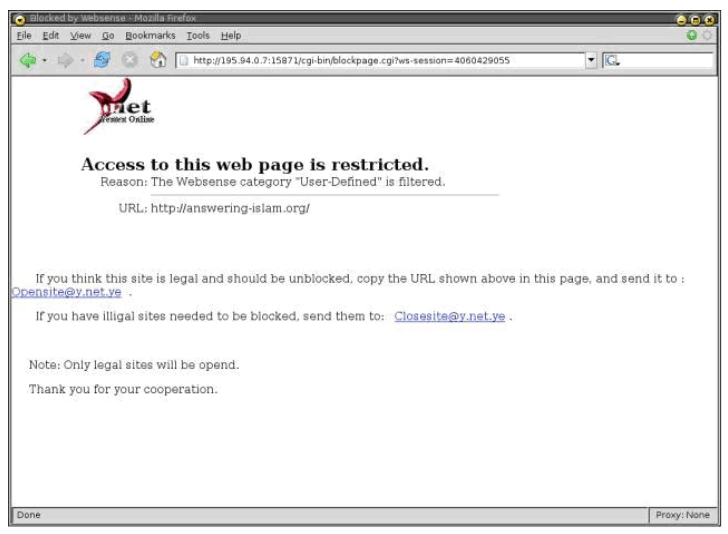 Blocked by Websense - Mozilla Firefox
File Edit View Go Bookmarks Tools Help
http://195.94.0.7:15871/cgi-bin/blockpage.cgi?ws-session=4060429055
G
net
Yemen Online
Access to this web page is restricted.
Reason: The Websense category "User-Defined" is filtered.
URL: http://answering-islam.org/
If you think this site is legal and should be unblocked, copy the URL shown above in this page, and send it to :
Opensite@y.net.ye .
If you have illigal sites needed to be blocked, send them to: Closesite@y.net.ye .
Note: Only legal sites will be opend.
Thank you for your cooperation.
Done Proxy: None